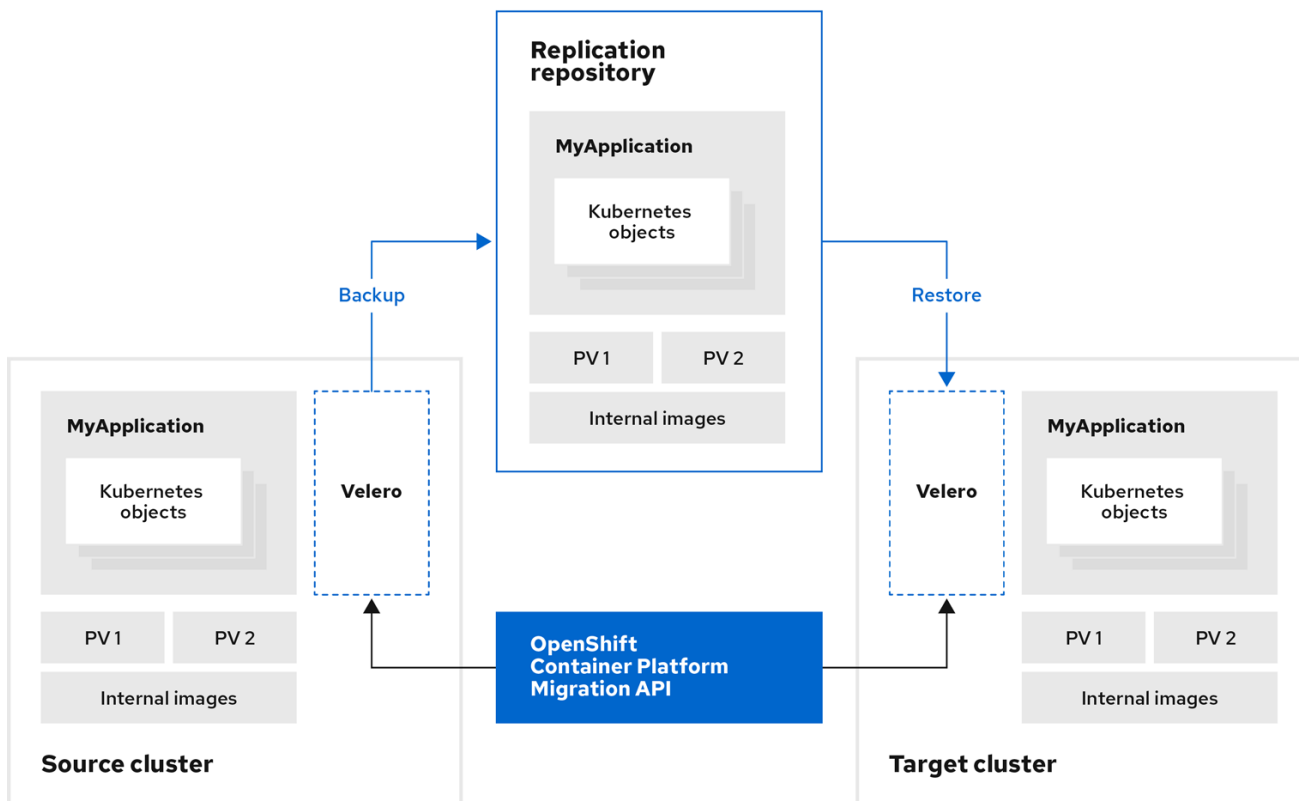 Replication
repository
MyApplication
Kubernetes
objects
PV 1
PV 2
Internal images
Backup
Restore
MyApplication
Kubernetes
objects
Velero
PV 1
PV 2
Internal images
Source cluster
OpenShift
Container Platform
Migration API
Velero
MyApplication
Kubernetes
objects
PV 1
PV 2
Internal images
Target cluster